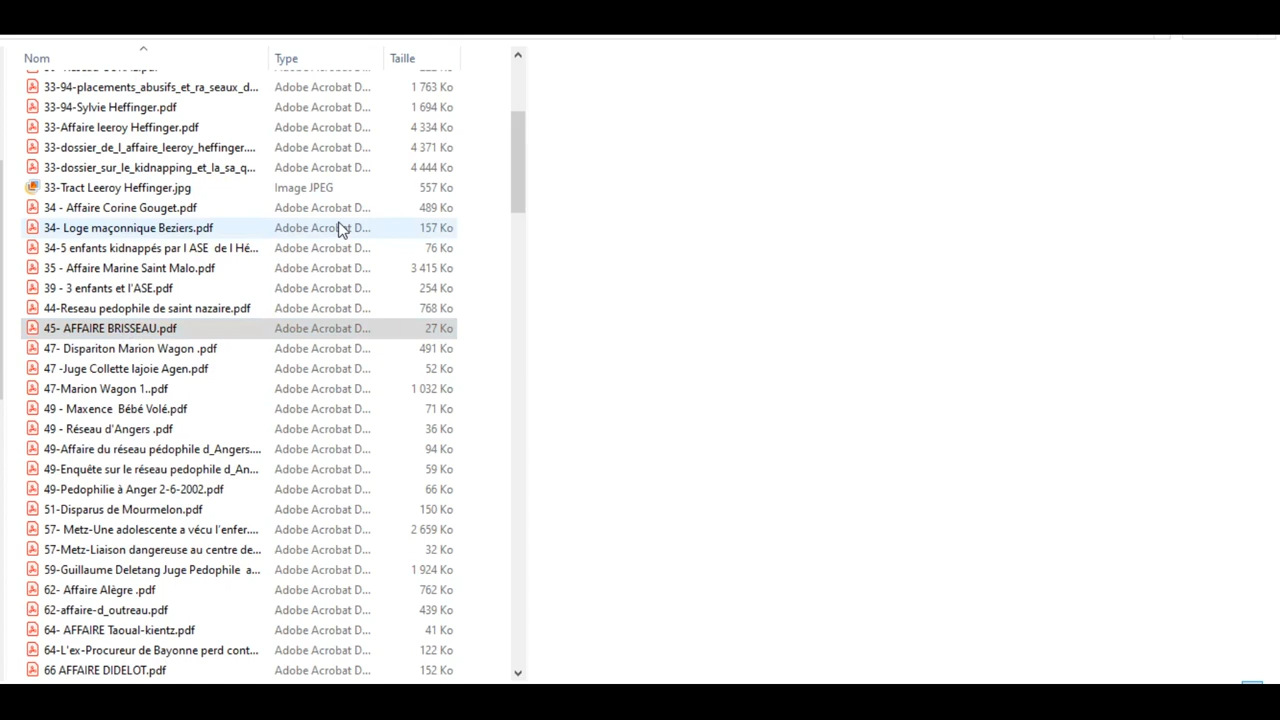 Nom Type Taille
33-94-placements_abusifs_et_ra_seaux_d... Adobe Acrobat D... 1 763 Ko
33-94-Sylvie Heffinger.pdf Adobe Acrobat D... 1 694 Ko
33-Affaire leeroy Heffinger.pdf Adobe Acrobat D... 4 334 Ko
33-dossier_de_l_affaire_leeroy_heffinger.... Adobe Acrobat D... 4 371 Ko
33-dossier_sur_le_kidnapping_et_la_sa_q... Adobe Acrobat D... 4 444 Ko
33-Tract Leeroy Heffinger.jpg Image JPEG 557 Ko
34 - Affaire Corine Gouget.pdf Adobe Acrobat D... 489 Ko
34- Loge maçonnique Beziers.pdf Adobe Acrobat D... 157 Ko
34-5 enfants kidnappés par l ASE de l Hé... Adobe Acrobat D... 76 Ko
35 - Affaire Marine Saint Malo.pdf Adobe Acrobat D... 3 415 Ko
39 - 3 enfants et l'ASE.pdf Adobe Acrobat D... 254 Ko
44-Reseau pedophile de saint nazaire.pdf Adobe Acrobat D... 768 Ko
45- AFFAIRE BRISSEAU.pdf Adobe Acrobat D... 27 Ko
47- Dispariton Marion Wagon .pdf Adobe Acrobat D... 491 Ko
47 -Juge Collette lajoie Agen.pdf Adobe Acrobat D... 52 Ko
47-Marion Wagon 1..pdf Adobe Acrobat D... 1 032 Ko
49 - Maxence Bébé Volé.pdf Adobe Acrobat D... 71 Ko
49 - Réseau d'Angers .pdf Adobe Acrobat D... 36 Ko
49-Affaire du réseau pédophile d_Angers.... Adobe Acrobat D... 94 Ko
49-Enquête sur le réseau pedophile d_An... Adobe Acrobat D... 59 Ko
49-Pedophilie à Anger 2-6-2002.pdf Adobe Acrobat D... 66 Ko
51-Disparus de Mourmelon.pdf Adobe Acrobat D... 150 Ko
57- Metz-Une adolescente a vécu l'enfer.... Adobe Acrobat D... 2 659 Ko
57-Metz-Liaison dangereuse au centre de... Adobe Acrobat D... 32 Ko
59-Guillaume Deletang Juge Pedophile a... Adobe Acrobat D... 1 924 Ko
62- Affaire Alègre .pdf Adobe Acrobat D... 762 Ko
62-affaire-d_outreau.pdf Adobe Acrobat D... 439 Ko
64- AFFAIRE Taoual-kientz.pdf Adobe Acrobat D... 41 Ko
64-L'ex-Procureur de Bayonne perd cont... Adobe Acrobat D... 122 Ko
66 AFFAIRE DIDELOT.pdf Adobe Acrobat D... 152 Ko